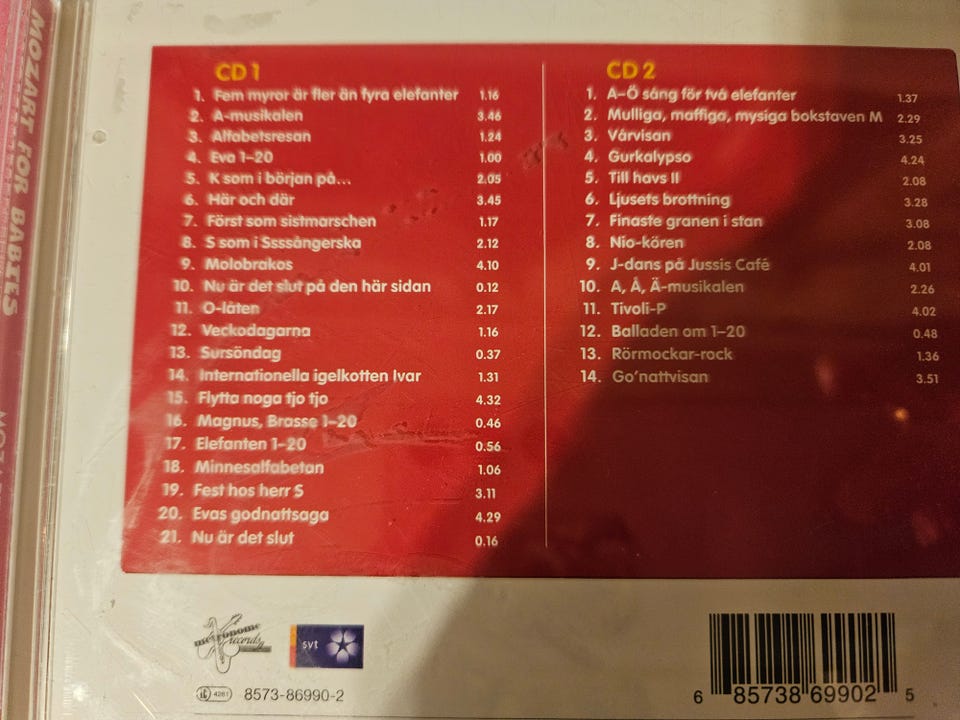 MOZART FOR BABIES
CD 1
1. Fem myror är fler än fyra elefanter 1.16
2. A-musikalen 3.46
3. Alfabetsresan 1.24
4. Eva 1–20 1.00
5. K som i början på... 2.05
6. Här och där 3.45
7. Först som sistmarschen 1.17
8. S som i Ssssångerska 2.12
9. Molobrakos 4.10
10. Nu är det slut på den här sidan 0.12
11. O-låten 2.17
12. Veckodagarna 1.16
13. Sursöndag 0.37
14. Internationella igelkotten Ivar 1.31
15. Flytta noga tjo tjo 4.32
16. Magnus, Brasse 1–20 0.46
17. Elefanten 1–20 0.56
18. Minnesalfabetan 1.06
19. Fest hos herr S 3.11
20. Evas godnattsaga 4.29
21. Nu är det slut 0.16
CD 2
1. A–Ö sång för två elefanter 1.37
2. Mulliga, maffiga, mysiga bokstaven M 2.29
3. Vårvisan 3.25
4. Gurkalypso 4.24
5. Till havs II 2.08
6. Ljusets brottning 3.28
7. Finaste granen i stan 3.08
8. Nio-kören 2.08
9. J-dans på Jussis Café 4.01
10. A, Å, Ä-musikalen 2.26
11. Tivoli-P 4.02
12. Balladen om 1–20 0.48
13. Rörmockar-rock 1.36
14. Go'nattvisan 3.51
metronome records
svt
LC 4281 8573-86990-2
6 85738 69902 5